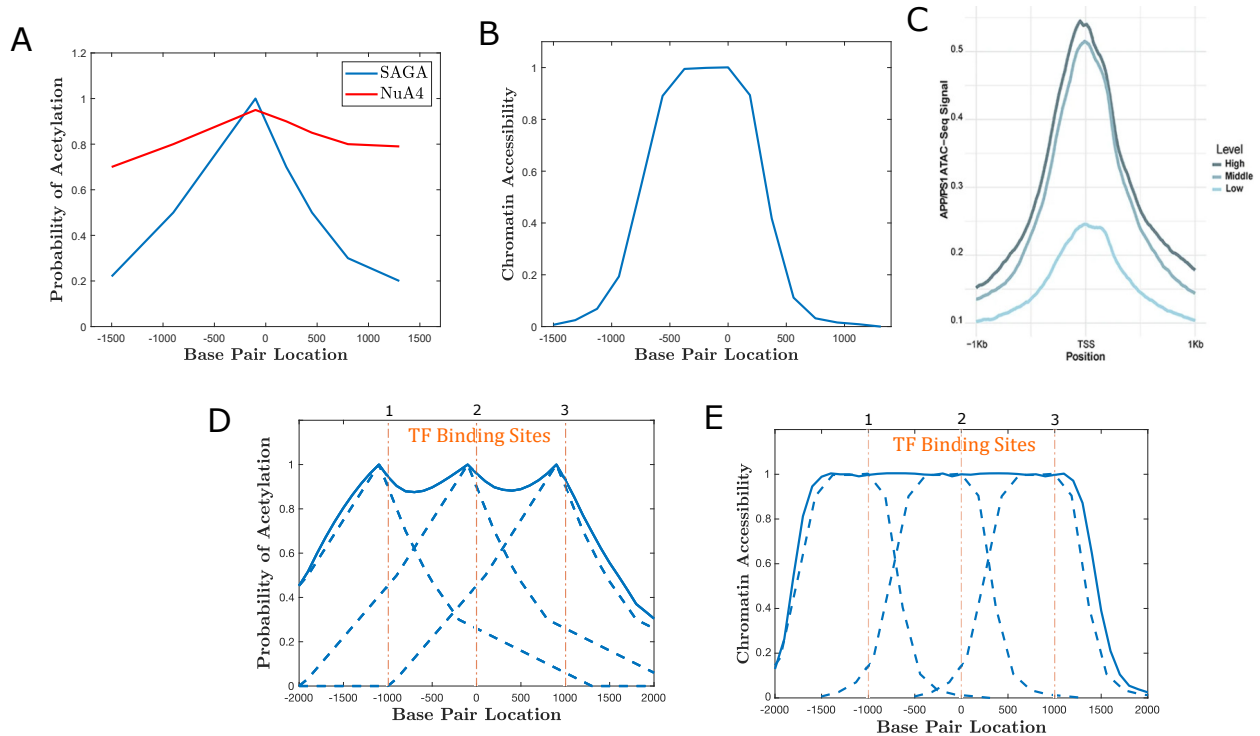 A
Probability of Acetylation
1.2
1
0.8
0.6
0.4
0.2
0
SAGA
NuA4
-1500 -1000 -500 0 500 1000 1500
Base Pair Location
B
Chromatin Accessibility
1
0.8
0.6
0.4
0.2
0
-1500 -1000 -500 0 500 1000
Base Pair Location
C
APP/PS1 ATAC-Seq Signal
0.5
0.4
0.3
0.2
0.1
-1Kb TSS 1Kb
Position
Level
High
Middle
Low
D
1 2 3
TF Binding Sites
Probability of Acetylation
1
0.8
0.6
0.4
0.2
0
-2000 -1500 -1000 -500 0 500 1000 1500 2000
Base Pair Location
E
1 2 3
TF Binding Sites
Chromatin Accessibility
1
0.8
0.6
0.4
0.2
0
-2000 -1500 -1000 -500 0 500 1000 1500 2000
Base Pair Location